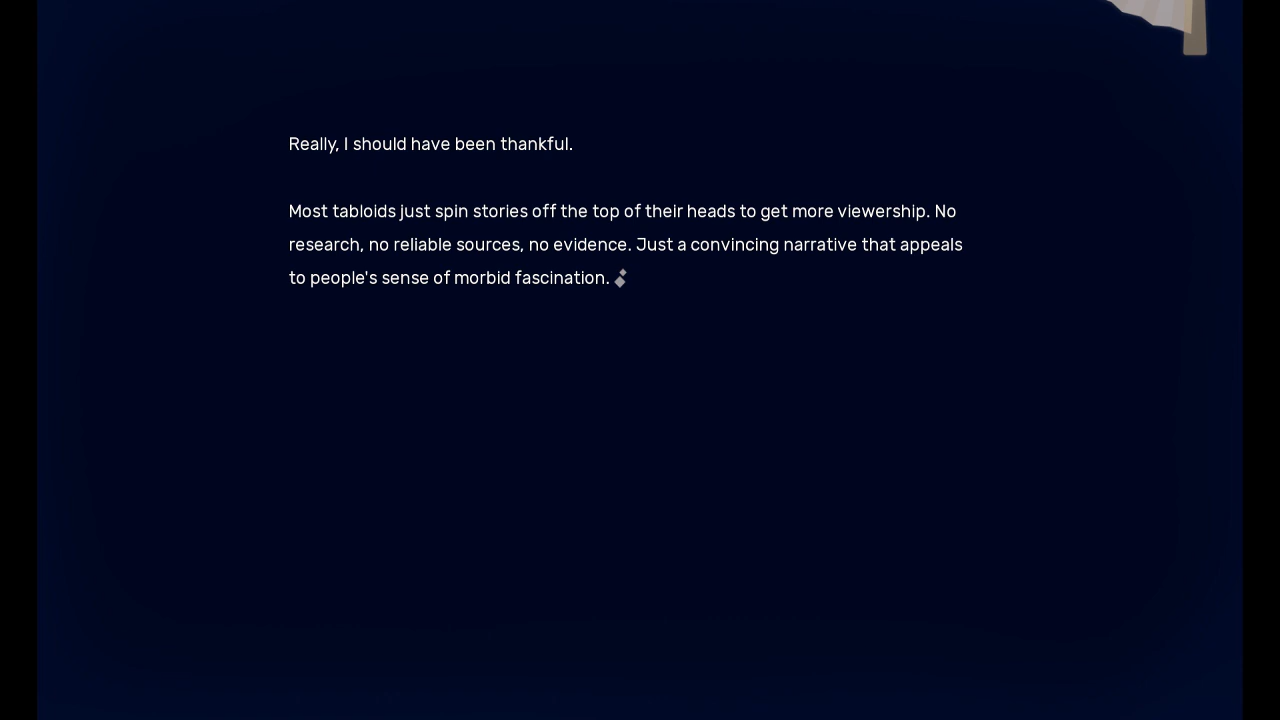 Really, I should have been thankful.
Most tabloids just spin stories off the top of their heads to get more viewership. No
research, no reliable sources, no evidence. Just a convincing narrative that appeals
to people's sense of morbid fascination.